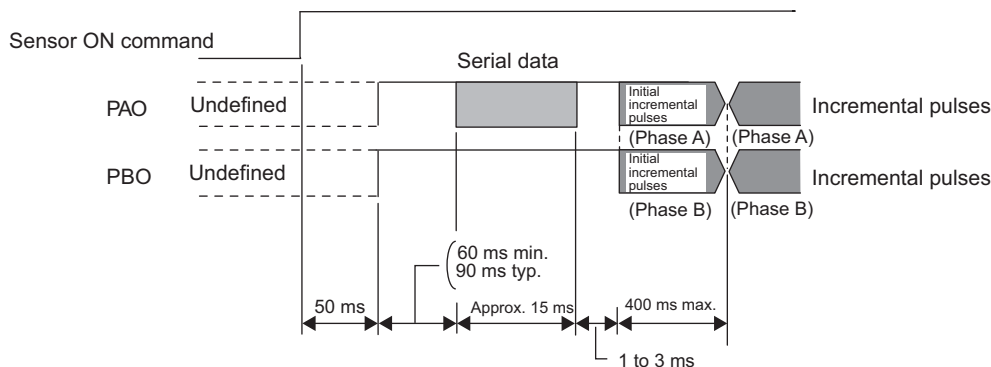 Sensor ON command
Serial data
PAO
Undefined
Initial
incremental
pulses
(Phase A)
(Phase A)
Incremental pulses
PBO
Undefined
Initial
incremental
pulses
(Phase B)
(Phase B)
Incremental pulses
60 ms min.
90 ms typ.
50 ms
Approx. 15 ms
400 ms max.
1 to 3 ms